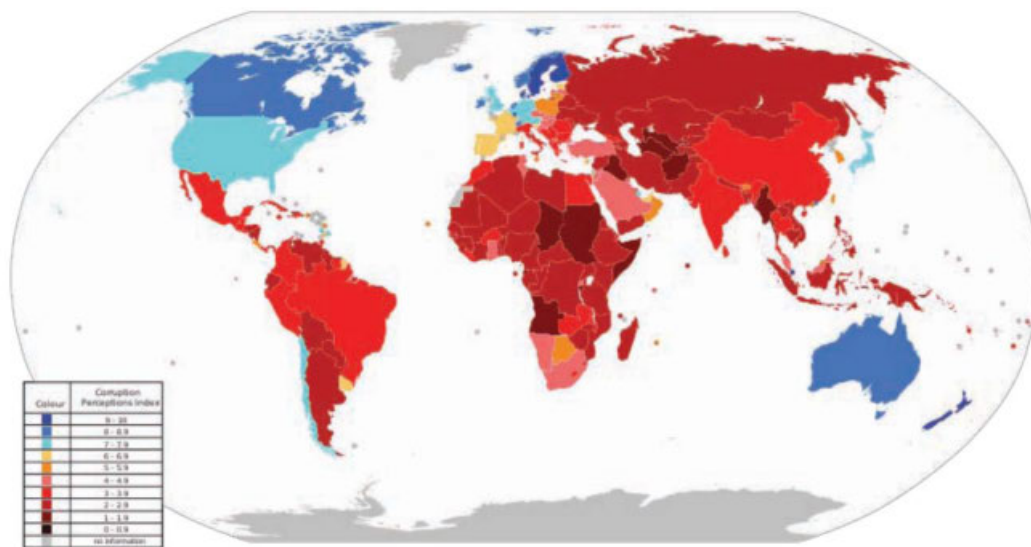 Colour
Corruption
Perceptions Index
9 - 10
8 - 8.9
7 - 7.9
6 - 6.9
5 - 5.9
4 - 4.9
3 - 3.9
2 - 2.9
1 - 1.9
0 - 0.9
no information